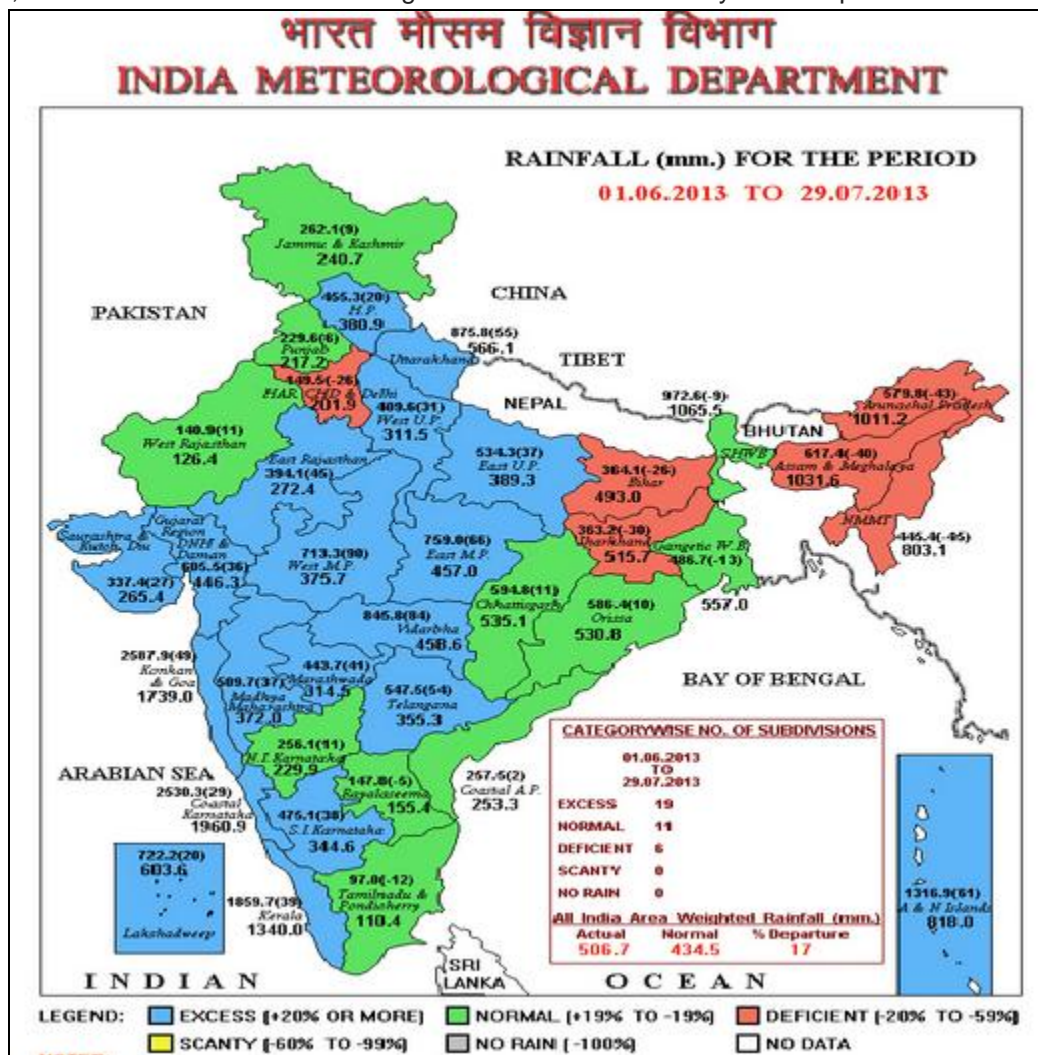 भारत मौसम विज्ञान विभाग
INDIA METEOROLOGICAL DEPARTMENT
RAINFALL (mm.) FOR THE PERIOD
01.06.2013 TO 29.07.2013
262.1(9)
Jammu & Kashmir
240.7
CHINA
PAKISTAN
455.3(20)
H.P.
380.9
875.8(55)
566.1
Uttarakhand
TIBET
229.6(6)
Punjab
217.2
149.5(-26)
HAR. CHD & Delhi
201.9
NEPAL
409.6(31)
West U.P.
311.5
972.6(-9)
1065.5
SHWB
BHUTAN
579.8(-43)
Arunachal Pradesh
1011.2
140.9(11)
West Rajasthan
126.4
East Rajasthan
394.1(45)
272.4
534.3(37)
East U.P.
389.3
364.1(-26)
Bihar
493.0
617.4(-40)
Assam & Meghalaya
1031.6
NMMT
445.4(-45)
803.1
Saurashtra &
Kutch, Diu
337.4(27)
265.4
Gujarat
Region
DNH &
Daman
605.5(36)
446.3
713.3(90)
West M.P.
375.7
759.0(66)
East M.P.
457.0
363.2(-30)
Jharkhand
515.7
Gangetic W.B
486.7(-13)
557.0
594.8(11)
Chhattisgarh
535.1
586.4(10)
Orissa
530.8
845.8(84)
Vidarbha
458.6
2587.9(49)
Konkan
& Goa
1739.0
509.7(37)
Madhya
Maharashtra
372.0
443.7(41)
Marathwada
314.5
547.5(54)
Telangana
355.3
BAY OF BENGAL
256.1(11)
N.I. Karnataka
229.9
ARABIAN SEA
2530.3(29)
Coastal
Karnataka
1960.9
147.8(-5)
Rayalaseema
155.4
257.5(2)
Coastal A.P.
253.3
475.1(38)
S.I. Karnataka
344.6
722.2(20)
603.6
Lakshadweep
1859.7(39)
Kerala
1340.0
97.0(-12)
Tamilnadu &
Pondicherry
110.4
CATEGORYWISE NO. OF SUBDIVISIONS
01.06.2013
TO
29.07.2013
EXCESS 19
NORMAL 11
DEFICIENT 6
SCANTY 0
NO RAIN 0
All India Area Weighted Rainfall (mm.)
Actual Normal % Departure
506.7 434.5 17
1316.9(61)
A & N Islands
818.0
SRI
LANKA
INDIAN OCEAN
LEGEND: EXCESS (+20% OR MORE) NORMAL (+19% TO -19%) DEFICIENT (-20% TO -59%)
SCANTY (-60% TO -99%) NO RAIN (-100%) NO DATA